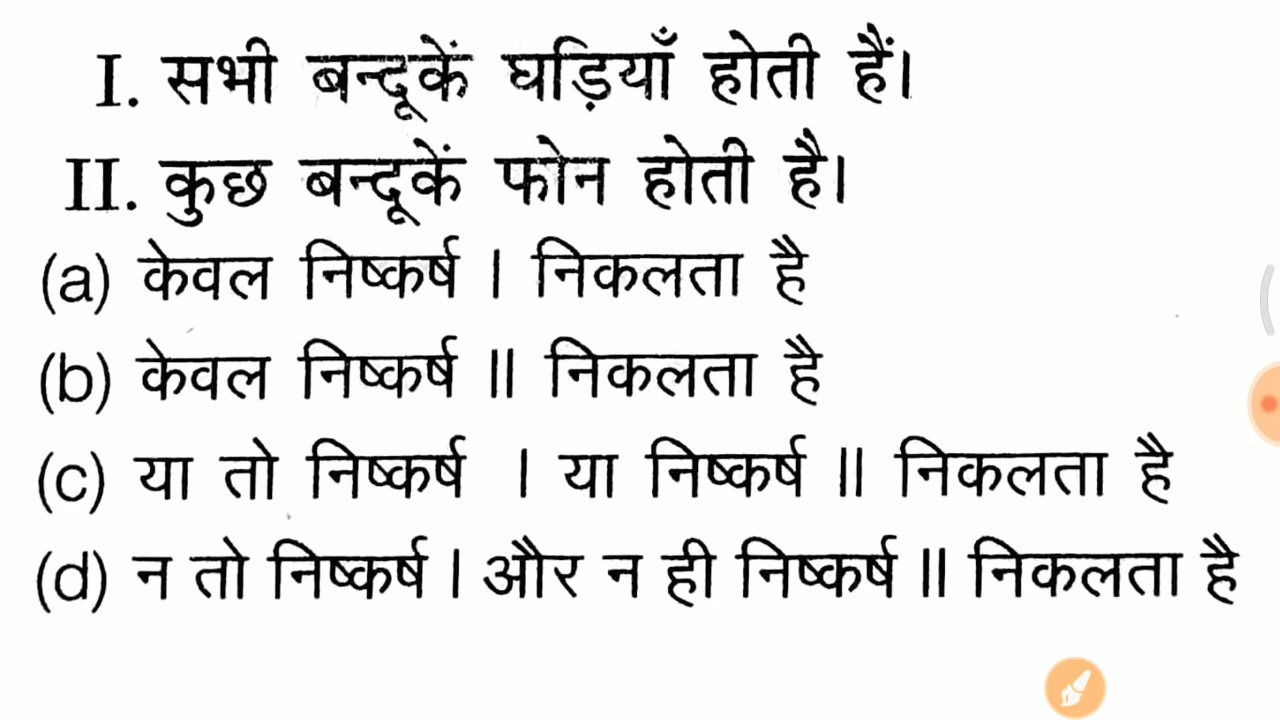 I. सभी बन्दूकें घड़ियाँ होती हैं।
II. कुछ बन्दूकें फोन होती है।
(a) केवल निष्कर्ष I निकलता है
(b) केवल निष्कर्ष II निकलता है
(c) या तो निष्कर्ष I या निष्कर्ष II निकलता है
(d) न तो निष्कर्ष I और न ही निष्कर्ष II निकलता है